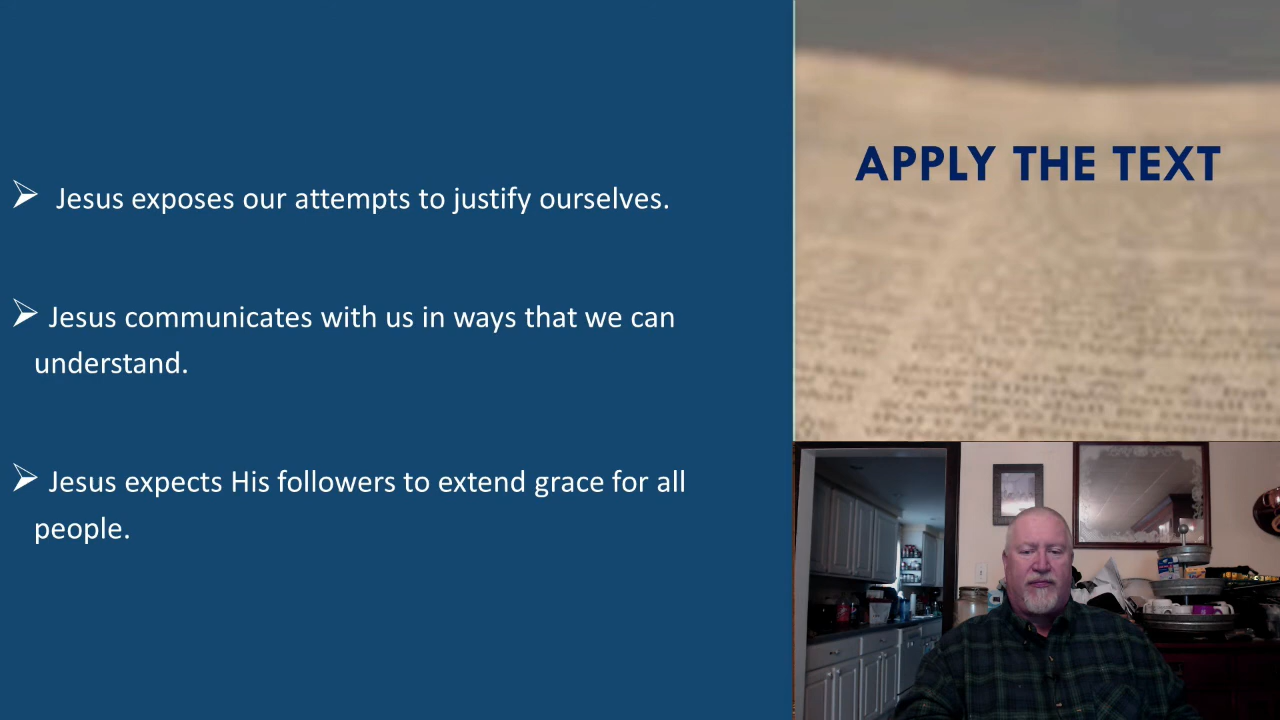 APPLY THE TEXT
Jesus exposes our attempts to justify ourselves.
Jesus communicates with us in ways that we can
understand.
Jesus expects His followers to extend grace for all
people.